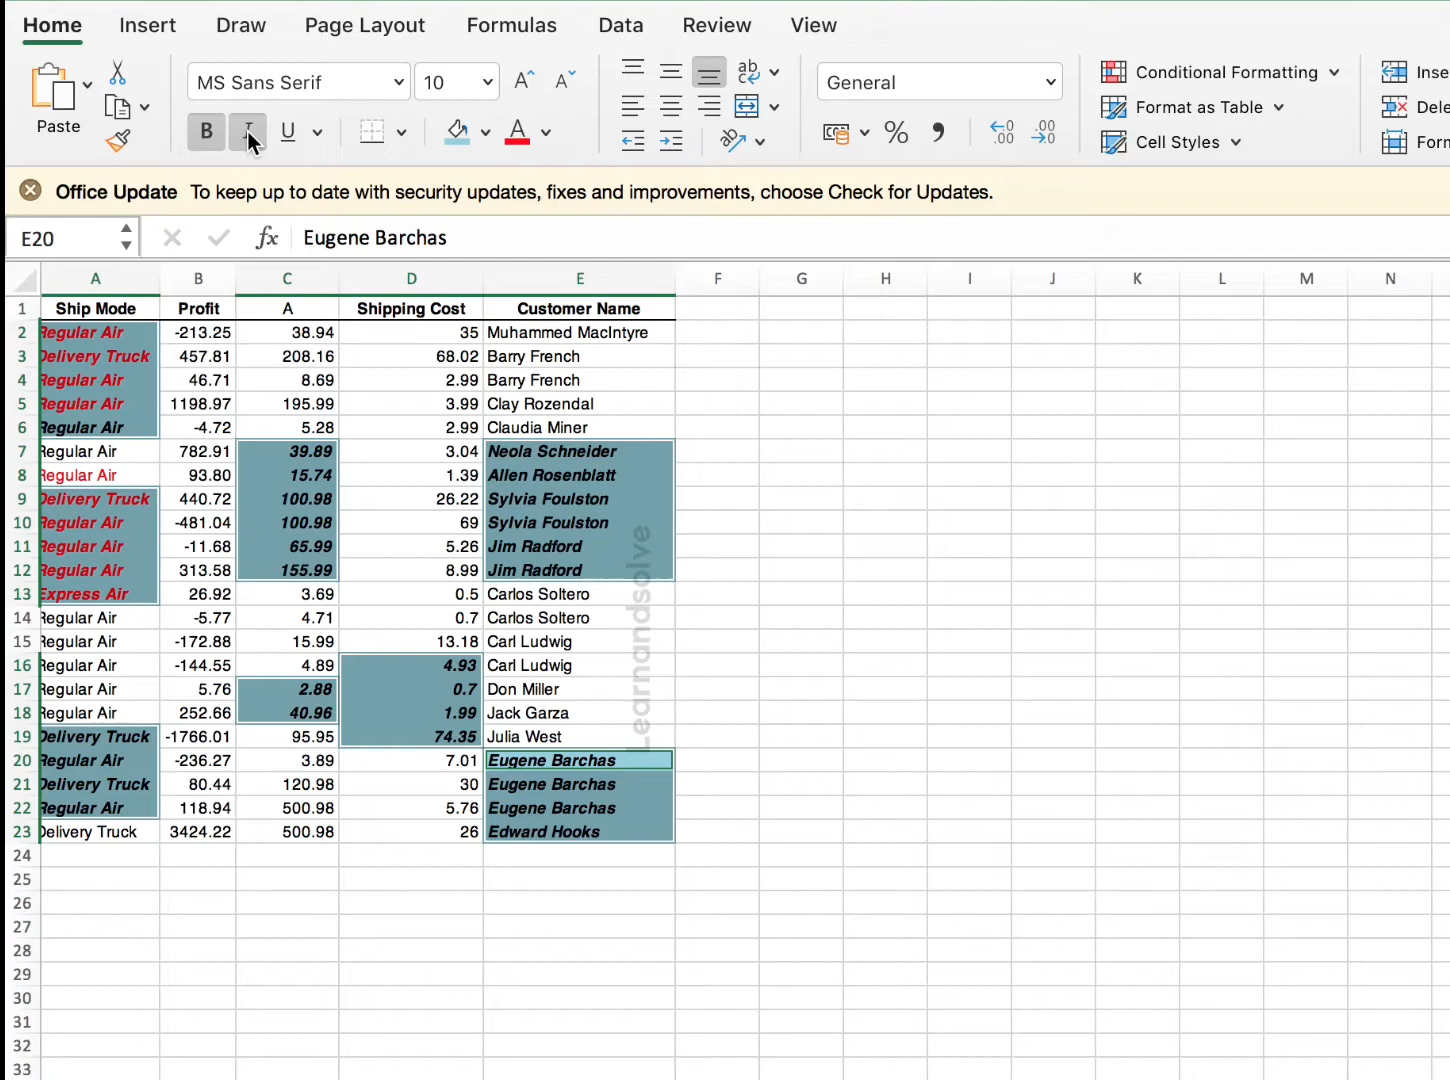 Home Insert Draw Page Layout Formulas Data Review View
MS Sans Serif 10 A A ab General Conditional Formatting
Format as Table
Paste B I U A % .00 .00 Cell Styles
Office Update To keep up to date with security updates, fixes and improvements, choose Check for Updates.
E20 fx Eugene Barchas
A B C D E F G H I J K L M N
1 Ship Mode Profit A Shipping Cost Customer Name
2 Regular Air -213.25 38.94 35 Muhammed MacIntyre
3 Delivery Truck 457.81 208.16 68.02 Barry French
4 Regular Air 46.71 8.69 2.99 Barry French
5 Regular Air 1198.97 195.99 3.99 Clay Rozendal
6 Regular Air -4.72 5.28 2.99 Claudia Miner
7 Regular Air 782.91 39.89 3.04 Neola Schneider
8 Regular Air 93.80 15.74 1.39 Allen Rosenblatt
9 Delivery Truck 440.72 100.98 26.22 Sylvia Foulston
10 Regular Air -481.04 100.98 69 Sylvia Foulston
11 Regular Air -11.68 65.99 5.26 Jim Radford
12 Regular Air 313.58 155.99 8.99 Jim Radford
13 Express Air 26.92 3.69 0.5 Carlos Soltero
14 Regular Air -5.77 4.71 0.7 Carlos Soltero
15 Regular Air -172.88 15.99 13.18 Carl Ludwig
16 Regular Air -144.55 4.89 4.93 Carl Ludwig
17 Regular Air 5.76 2.88 0.7 Don Miller
18 Regular Air 252.66 40.96 1.99 Jack Garza
19 Delivery Truck -1766.01 95.95 74.35 Julia West
20 Regular Air -236.27 3.89 7.01 Eugene Barchas
21 Delivery Truck 80.44 120.98 30 Eugene Barchas
22 Regular Air 118.94 500.98 5.76 Eugene Barchas
23 Delivery Truck 3424.22 500.98 26 Edward Hooks
24
25
26
27
28
29
30
31
32
33
Learnandsolve